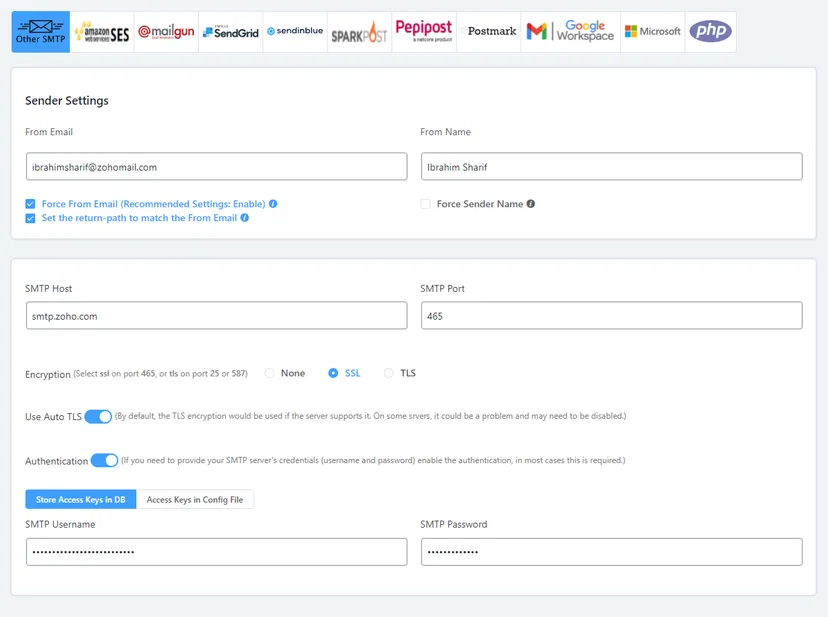 Other SMTP
amazon web services SES
@mailgun
TWILIO SendGrid
sendinblue
SPARKPOST
Pepipost
a netcore product
Postmark
Google Workspace
Microsoft
php
Sender Settings
From Email
From Name
ibrahimsharif@zohomail.com
Ibrahim Sharif
Force From Email (Recommended Settings: Enable)
Force Sender Name
Set the return-path to match the From Email
SMTP Host
SMTP Port
smtp.zoho.com
465
Encryption (Select ssl on port 465, or tls on port 25 or 587) None SSL TLS
Use Auto TLS (By default, the TLS encryption would be used if the server supports it. On some srvers, it could be a problem and may need to be disabled.)
Authentication (If you need to provide your SMTP server's credentials (username and password) enable the authentication, in most cases this is required.)
Store Access Keys in DB Access Keys in Config File
SMTP Username
SMTP Password